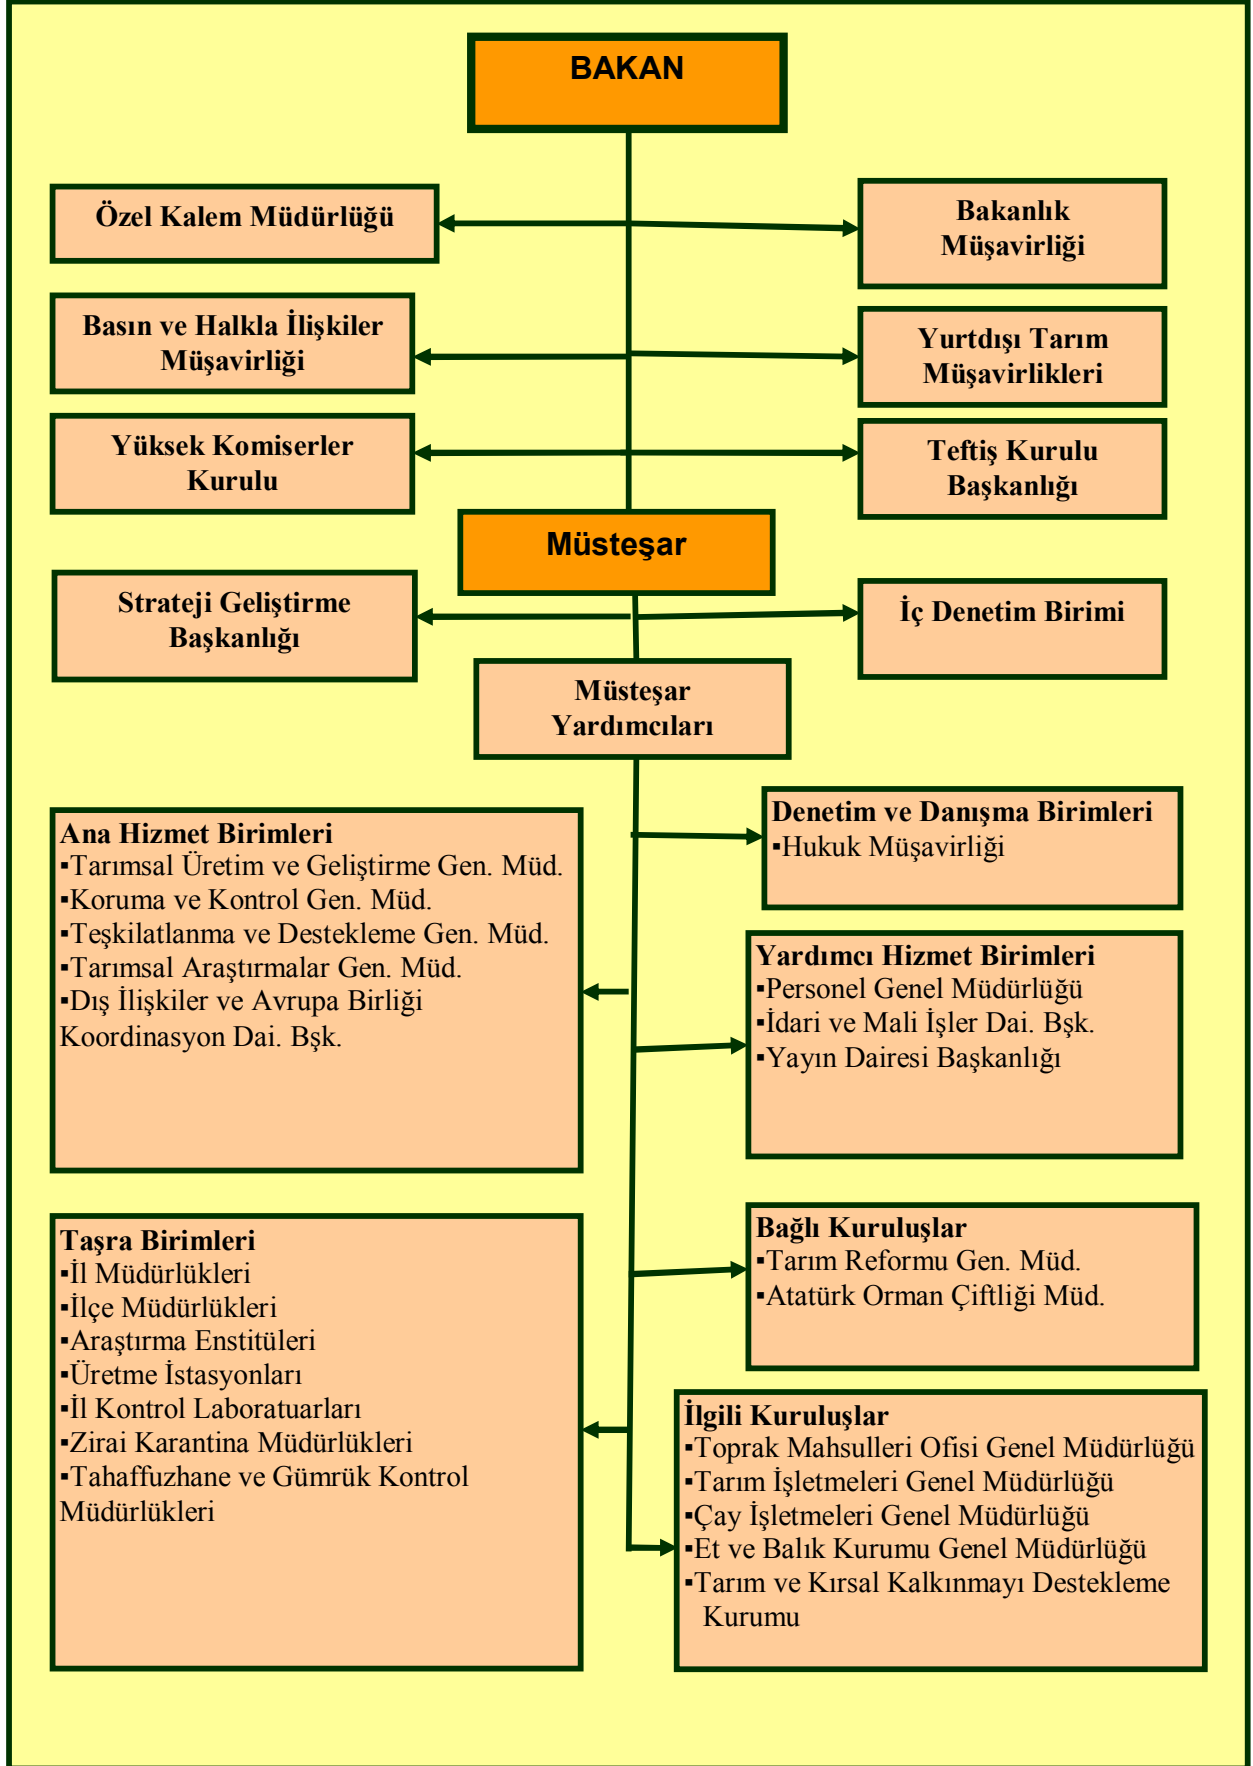 BAKAN
Özel Kalem Müdürlüğü
Bakanlık
Müşavirliği
Basın ve Halkla İlişkiler
Müşavirliği
Yurtdışı Tarım
Müşavirlikleri
Yüksek Komiserler
Kurulu
Teftiş Kurulu
Başkanlığı
Müsteşar
Strateji Geliştirme
Başkanlığı
İç Denetim Birimi
Müsteşar
Yardımcıları
Ana Hizmet Birimleri
▪Tarımsal Üretim ve Geliştirme Gen. Müd.
▪Koruma ve Kontrol Gen. Müd.
▪Teşkilatlanma ve Destekleme Gen. Müd.
▪Tarımsal Araştırmalar Gen. Müd.
▪Dış İlişkiler ve Avrupa Birliği
Koordinasyon Dai. Bşk.
Denetim ve Danışma Birimleri
▪Hukuk Müşavirliği
Yardımcı Hizmet Birimleri
▪Personel Genel Müdürlüğü
▪İdari ve Mali İşler Dai. Bşk.
▪Yayın Dairesi Başkanlığı
Taşra Birimleri
▪İl Müdürlükleri
▪İlçe Müdürlükleri
▪Araştırma Enstitüleri
▪Üretme İstasyonları
▪İl Kontrol Laboratuarları
▪Zirai Karantina Müdürlükleri
▪Tahaffuzhane ve Gümrük Kontrol
Müdürlükleri
Bağlı Kuruluşlar
▪Tarım Reformu Gen. Müd.
▪Atatürk Orman Çiftliği Müd.
İlgili Kuruluşlar
▪Toprak Mahsulleri Ofisi Genel Müdürlüğü
▪Tarım İşletmeleri Genel Müdürlüğü
▪Çay İşletmeleri Genel Müdürlüğü
▪Et ve Balık Kurumu Genel Müdürlüğü
▪Tarım ve Kırsal Kalkınmayı Destekleme
Kurumu